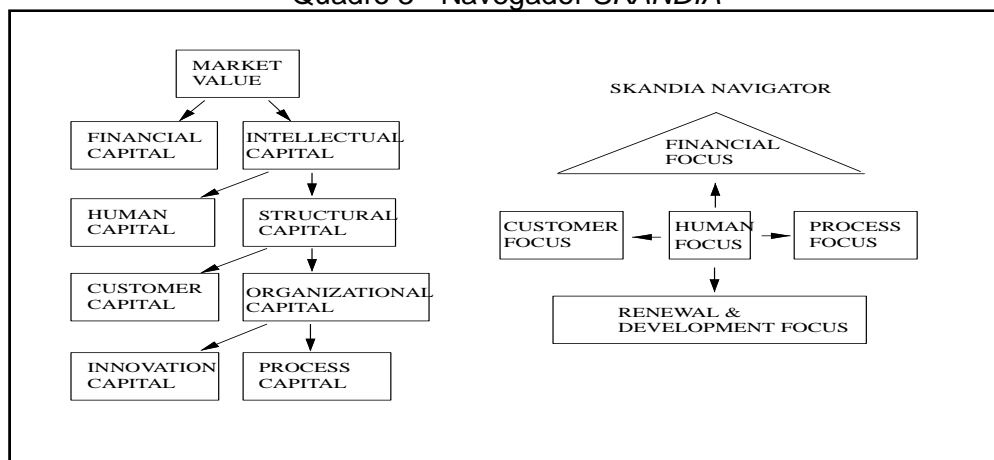 Quadro - Navegador SKANDIA
MARKET
VALUE
FINANCIAL
CAPITAL
INTELLECTUAL
CAPITAL
HUMAN
CAPITAL
STRUCTURAL
CAPITAL
CUSTOMER
CAPITAL
ORGANIZATIONAL
CAPITAL
INNOVATION
CAPITAL
PROCESS
CAPITAL
SKANDIA NAVIGATOR
FINANCIAL
FOCUS
CUSTOMER
FOCUS
HUMAN
FOCUS
PROCESS
FOCUS
RENEWAL &
DEVELOPMENT FOCUS